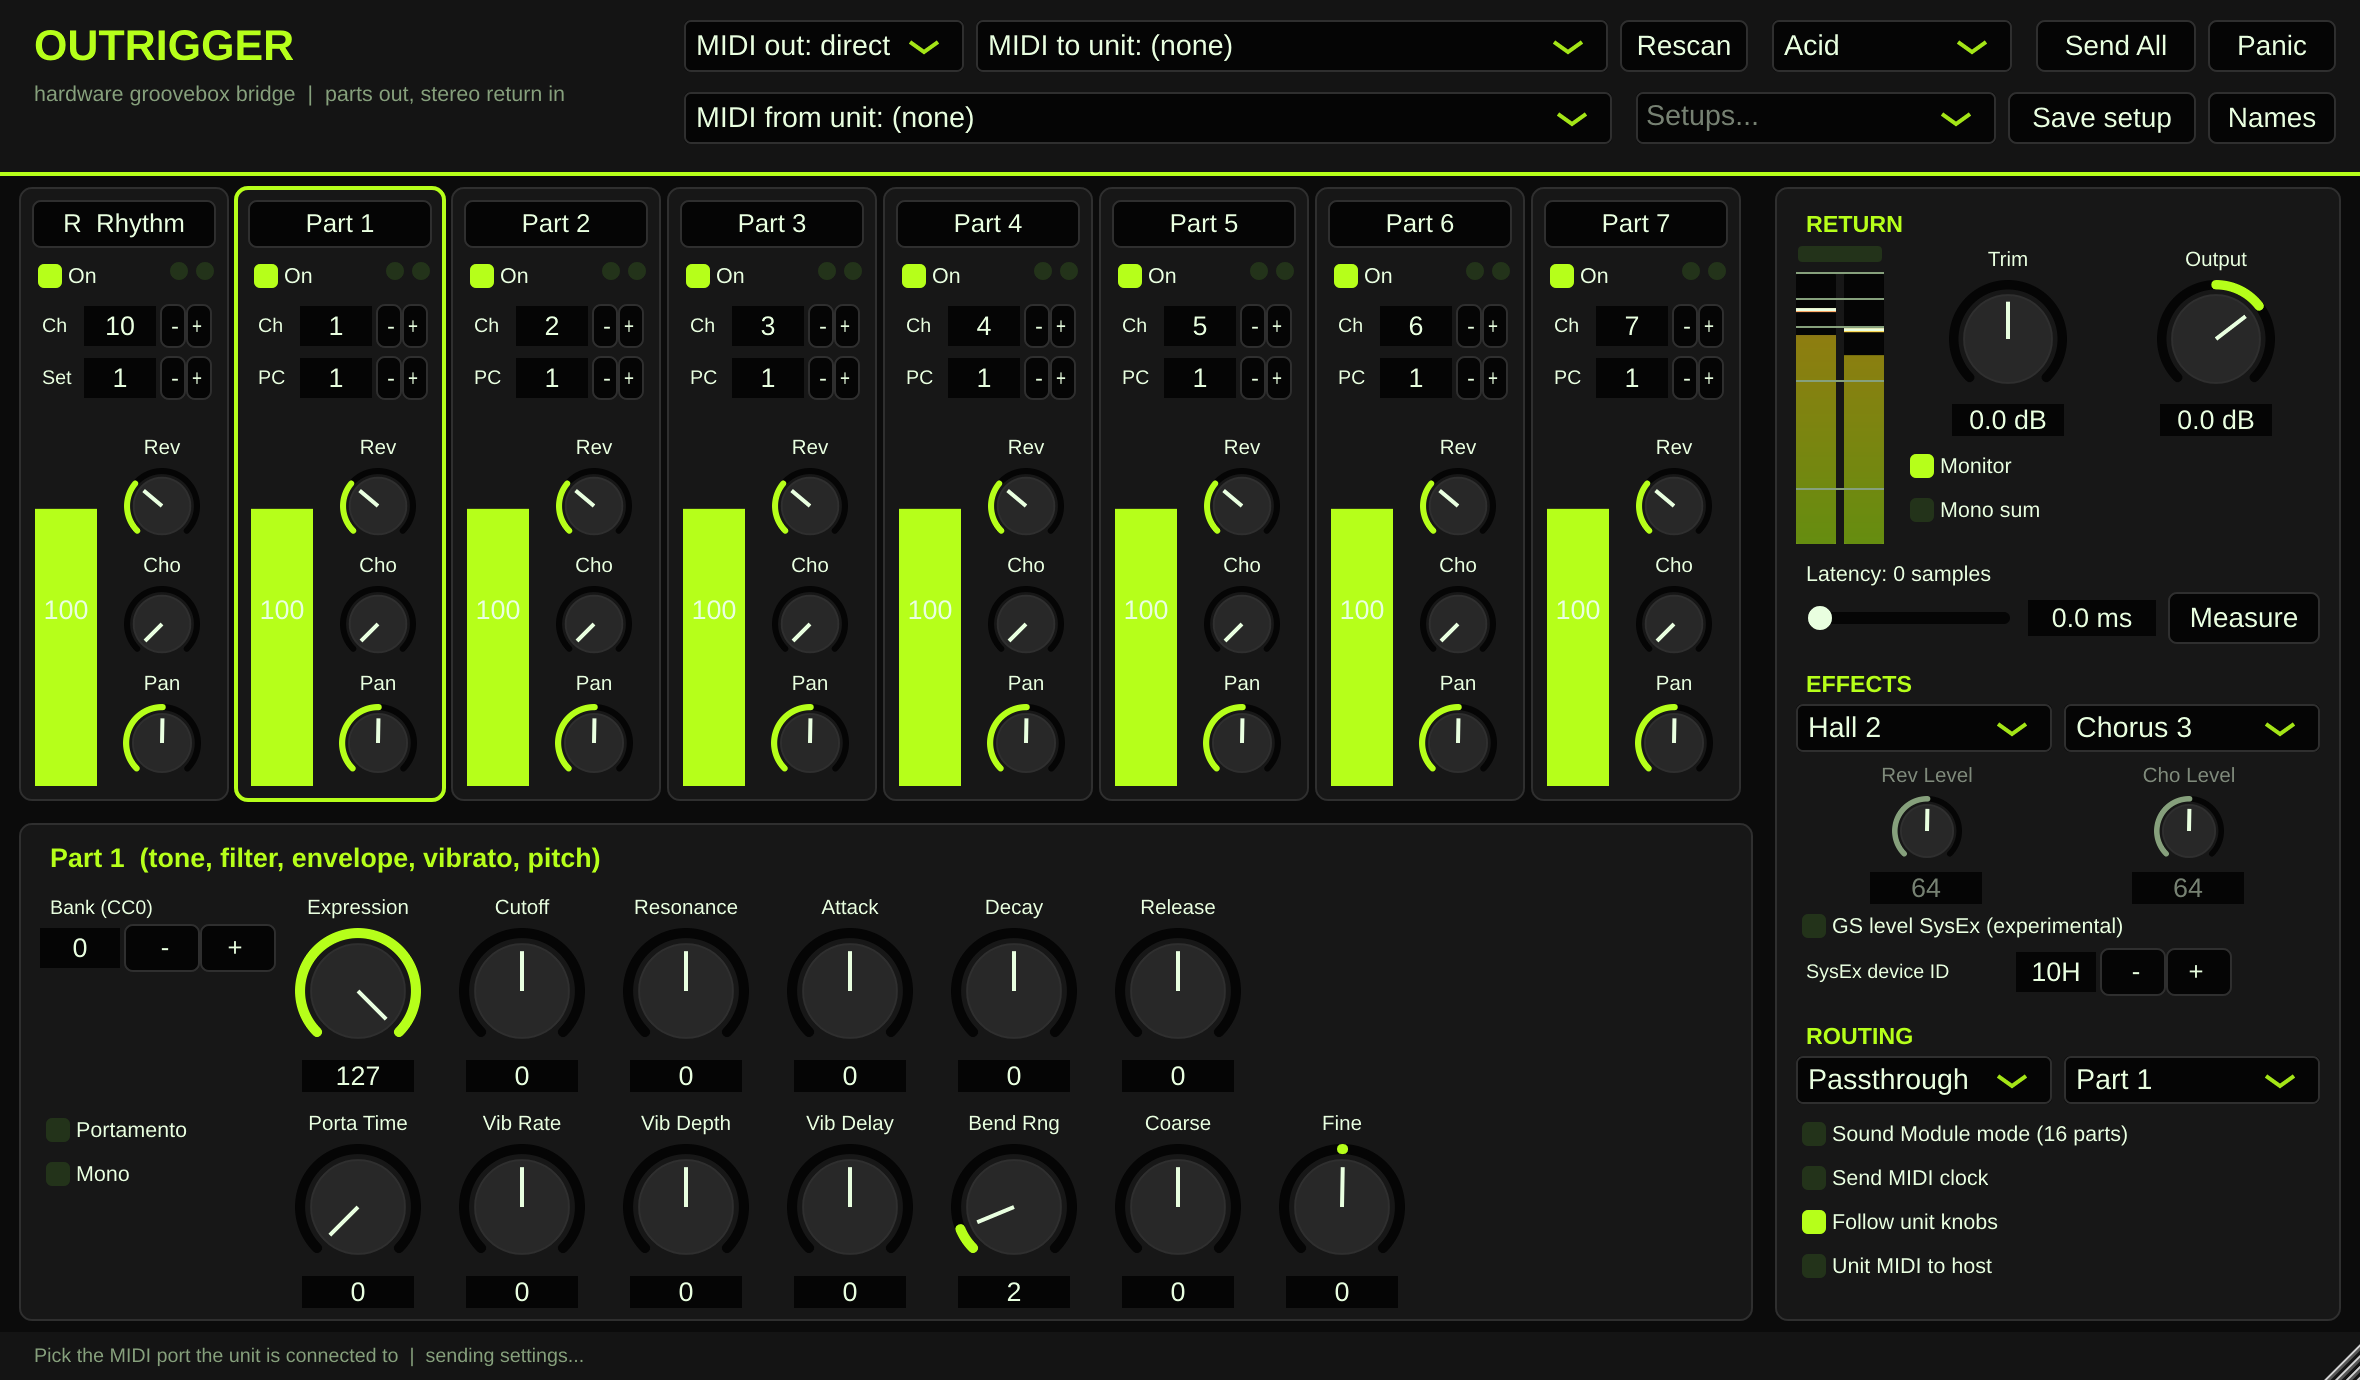 OUTRIGGER
hardware groovebox bridge | parts out, stereo return in
MIDI out: direct
MIDI to unit: (none)
Rescan
Acid
Send All
Panic
MIDI from unit: (none)
Setups...
Save setup
Names
R Rhythm
Part 1
Part 2
Part 3
Part 4
Part 5
Part 6
Part 7
On
On
On
On
On
On
On
On
Ch 10 - +
Ch 1 - +
Ch 2 - +
Ch 3 - +
Ch 4 - +
Ch 5 - +
Ch 6 - +
Ch 7 - +
Set 1 - +
PC 1 - +
PC 1 - +
PC 1 - +
PC 1 - +
PC 1 - +
PC 1 - +
PC 1 - +
Rev
Rev
Rev
Rev
Rev
Rev
Rev
Rev
Cho
Cho
Cho
Cho
Cho
Cho
Cho
Cho
100
100
100
100
100
100
100
100
Pan
Pan
Pan
Pan
Pan
Pan
Pan
Pan
Part 1 (tone, filter, envelope, vibrato, pitch)
Bank (CC0)
Expression
Cutoff
Resonance
Attack
Decay
Release
0 - +
127
0
0
0
0
0
Portamento
Mono
Porta Time
Vib Rate
Vib Depth
Vib Delay
Bend Rng
Coarse
Fine
0
0
0
0
2
0
0
RETURN
Trim
Output
0.0 dB
0.0 dB
Monitor
Mono sum
Latency: 0 samples
0.0 ms
Measure
EFFECTS
Hall 2
Chorus 3
Rev Level
Cho Level
64
64
GS level SysEx (experimental)
SysEx device ID
10H - +
ROUTING
Passthrough
Part 1
Sound Module mode (16 parts)
Send MIDI clock
Follow unit knobs
Unit MIDI to host
Pick the MIDI port the unit is connected to | sending settings...